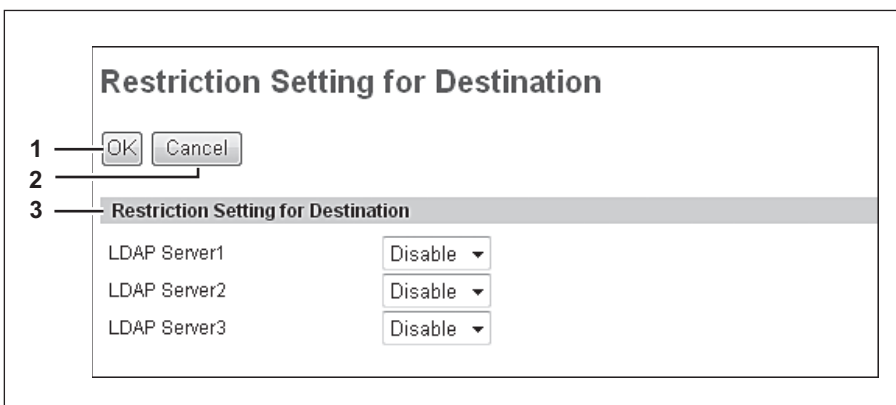 Restriction Setting for Destination
1 OK Cancel
2
3 Restriction Setting for Destination
LDAP Server1 Disable
LDAP Server2 Disable
LDAP Server3 Disable